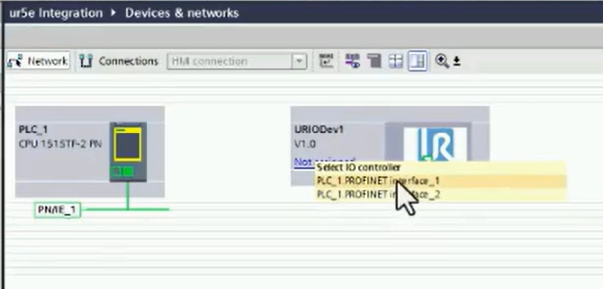 ur5e Integration ▸ Devices & networks
Network Connections HMI connection
PLC_1
CPU 1515TF-2 PN
URIODev1
V1.0
Not assigned
UR
Select IO controller
PLC_1.PROFINET interface_1
PLC_1.PROFINET interface_2
PN/IE_1